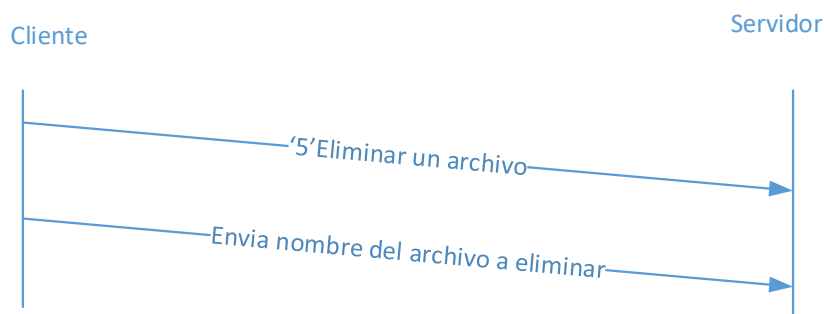 Cliente
Servidor
‘5’Eliminar un archivo
Envia nombre del archivo a eliminar